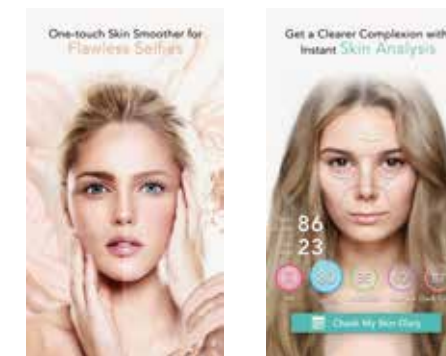 One-touch Skin Smoother for
Flawless Selfies
Get a Clearer Complexion with
Instant Skin Analysis
86
23
Check My Skin Diary